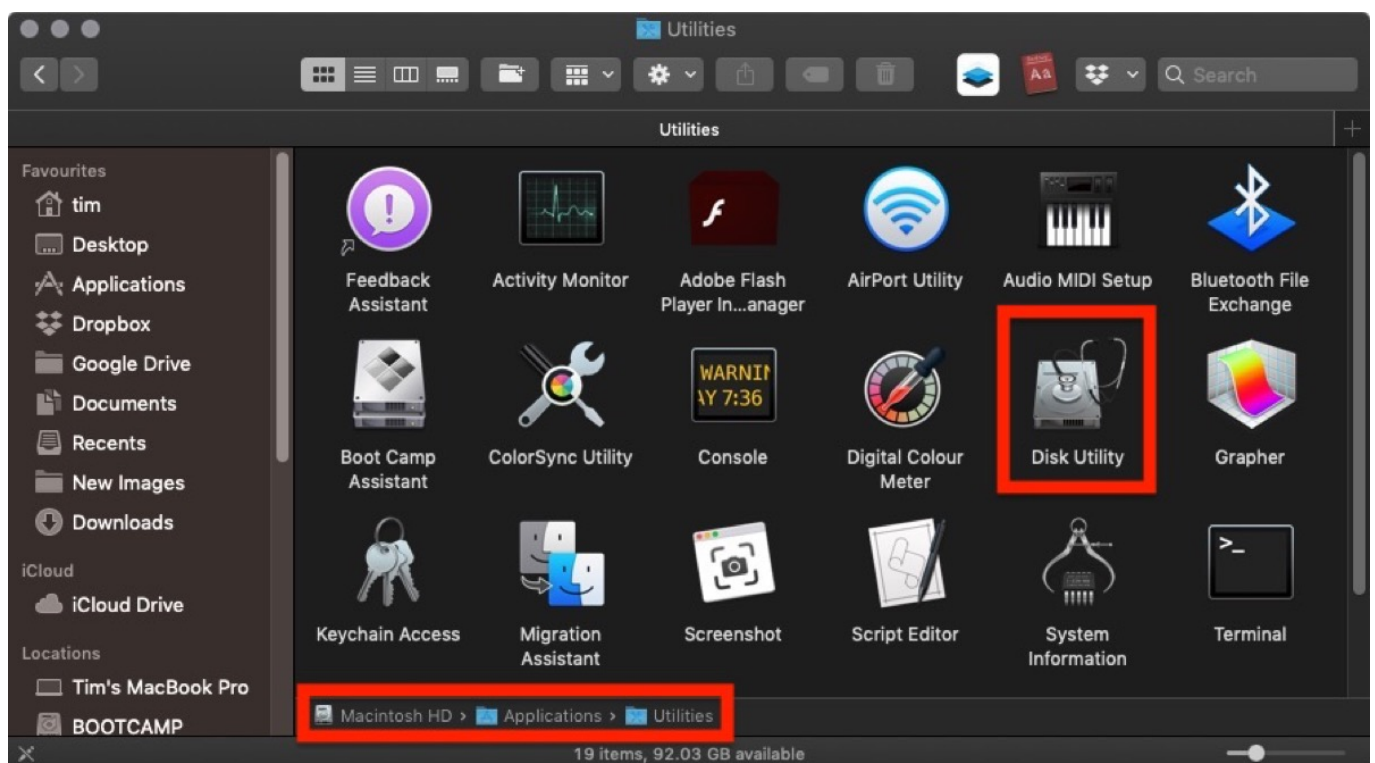 Utilities
Search
Utilities
Favourites
tim
Desktop
Applications
Dropbox
Google Drive
Documents
Recents
New Images
Downloads
iCloud
iCloud Drive
Locations
Tim's MacBook Pro
BOOTCAMP
Aa
Feedback
Assistant
Activity Monitor
Adobe Flash
Player In...anager
AirPort Utility
Audio MIDI Setup
Bluetooth File
Exchange
WARNIN
AY 7:36
Boot Camp
Assistant
ColorSync Utility
Console
Digital Colour
Meter
Disk Utility
Grapher
>_
Keychain Access
Migration
Assistant
Screenshot
Script Editor
System
Information
Terminal
Macintosh HD > Applications > Utilities
19 items, 92.03 GB available